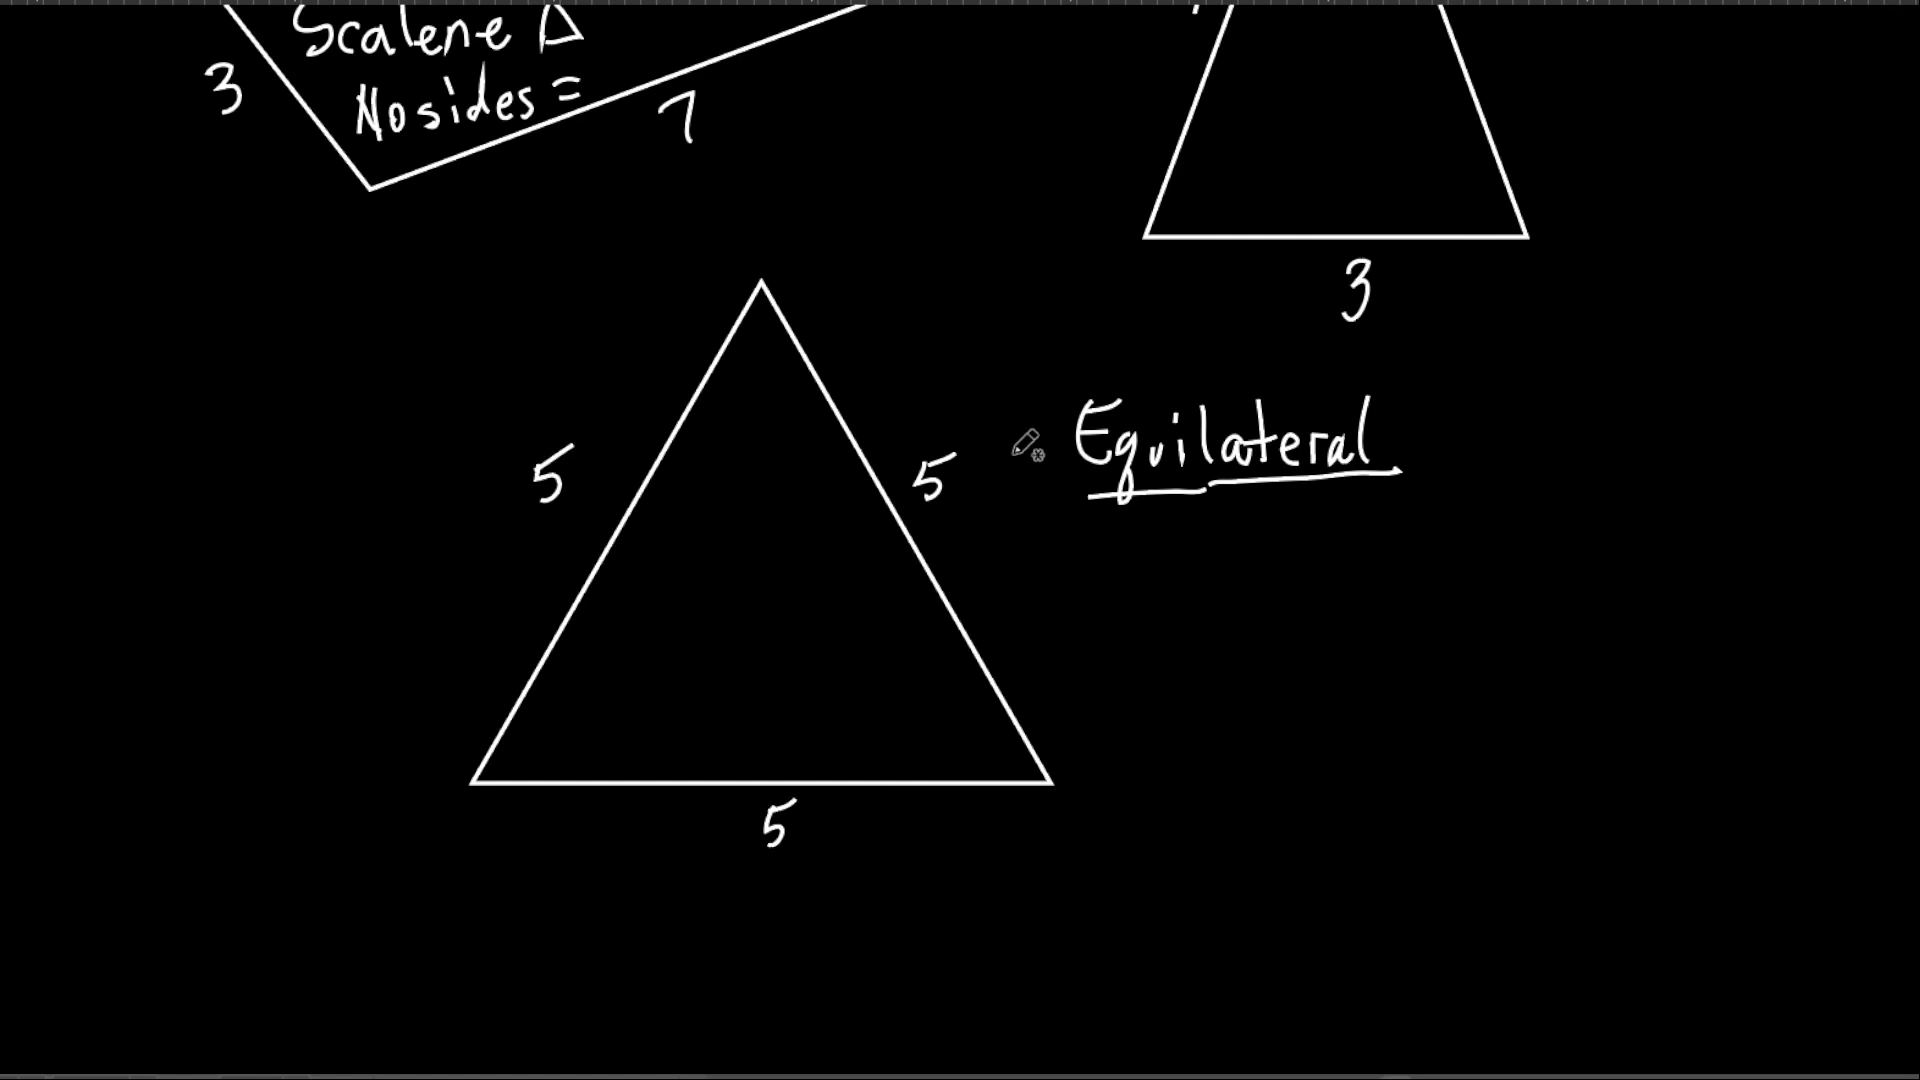 Scalene Δ
No sides =
3
7
3
5
5
Equilateral
5